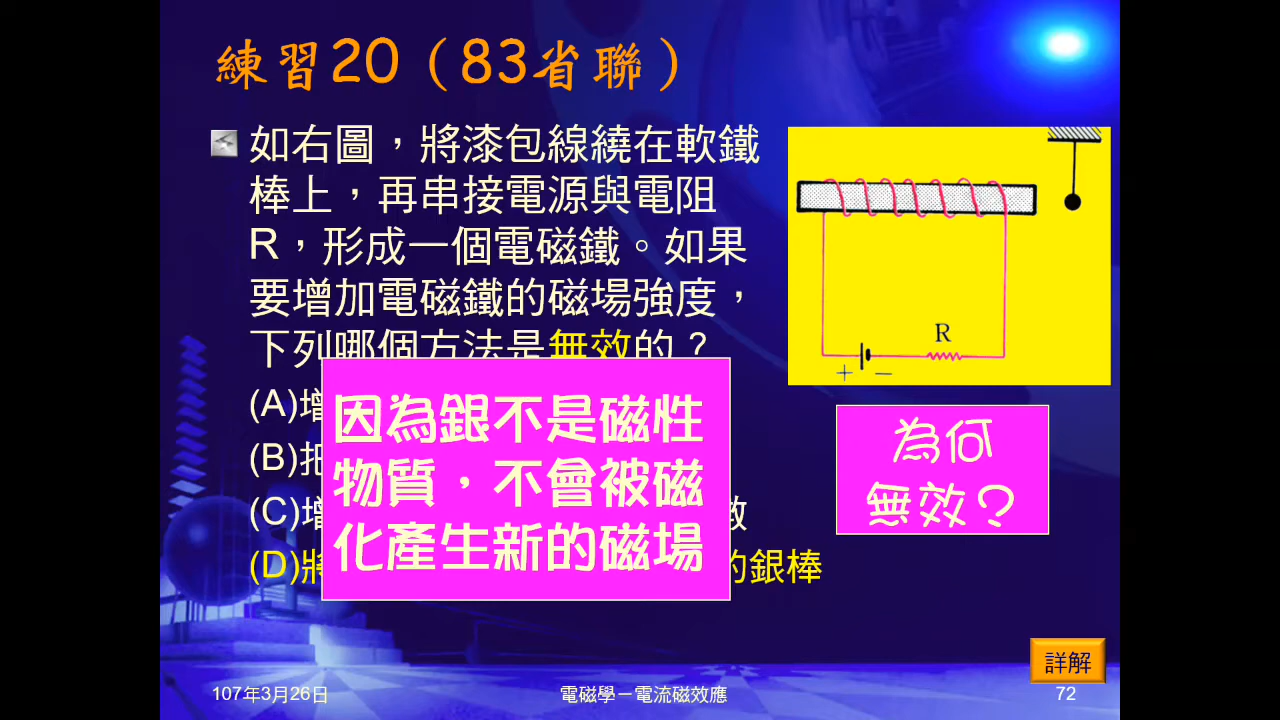 練習20（83省聯）
如右圖，將漆包線繞在軟鐵
棒上，再串接電源與電阻
R，形成一個電磁鐵。如果
要增加電磁鐵的磁場強度，
下列哪個方法是無效的？
(A)增
(B)把
(C)增
(D)將
的銀棒
因為銀不是磁性
物質，不會被磁
化產生新的磁場
R
+ －
為何
無效？
詳解
107年3月26日
電磁學－電流磁效應
72